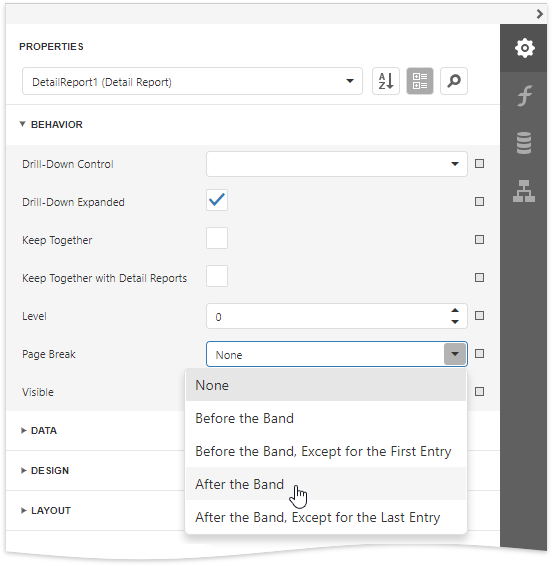 PROPERTIES
DetailReport1 (Detail Report)
BEHAVIOR
Drill-Down Control
Drill-Down Expanded
Keep Together
Keep Together with Detail Reports
Level 0
Page Break None
Visible
None
Before the Band
Before the Band, Except for the First Entry
After the Band
After the Band, Except for the Last Entry
DATA
DESIGN
LAYOUT